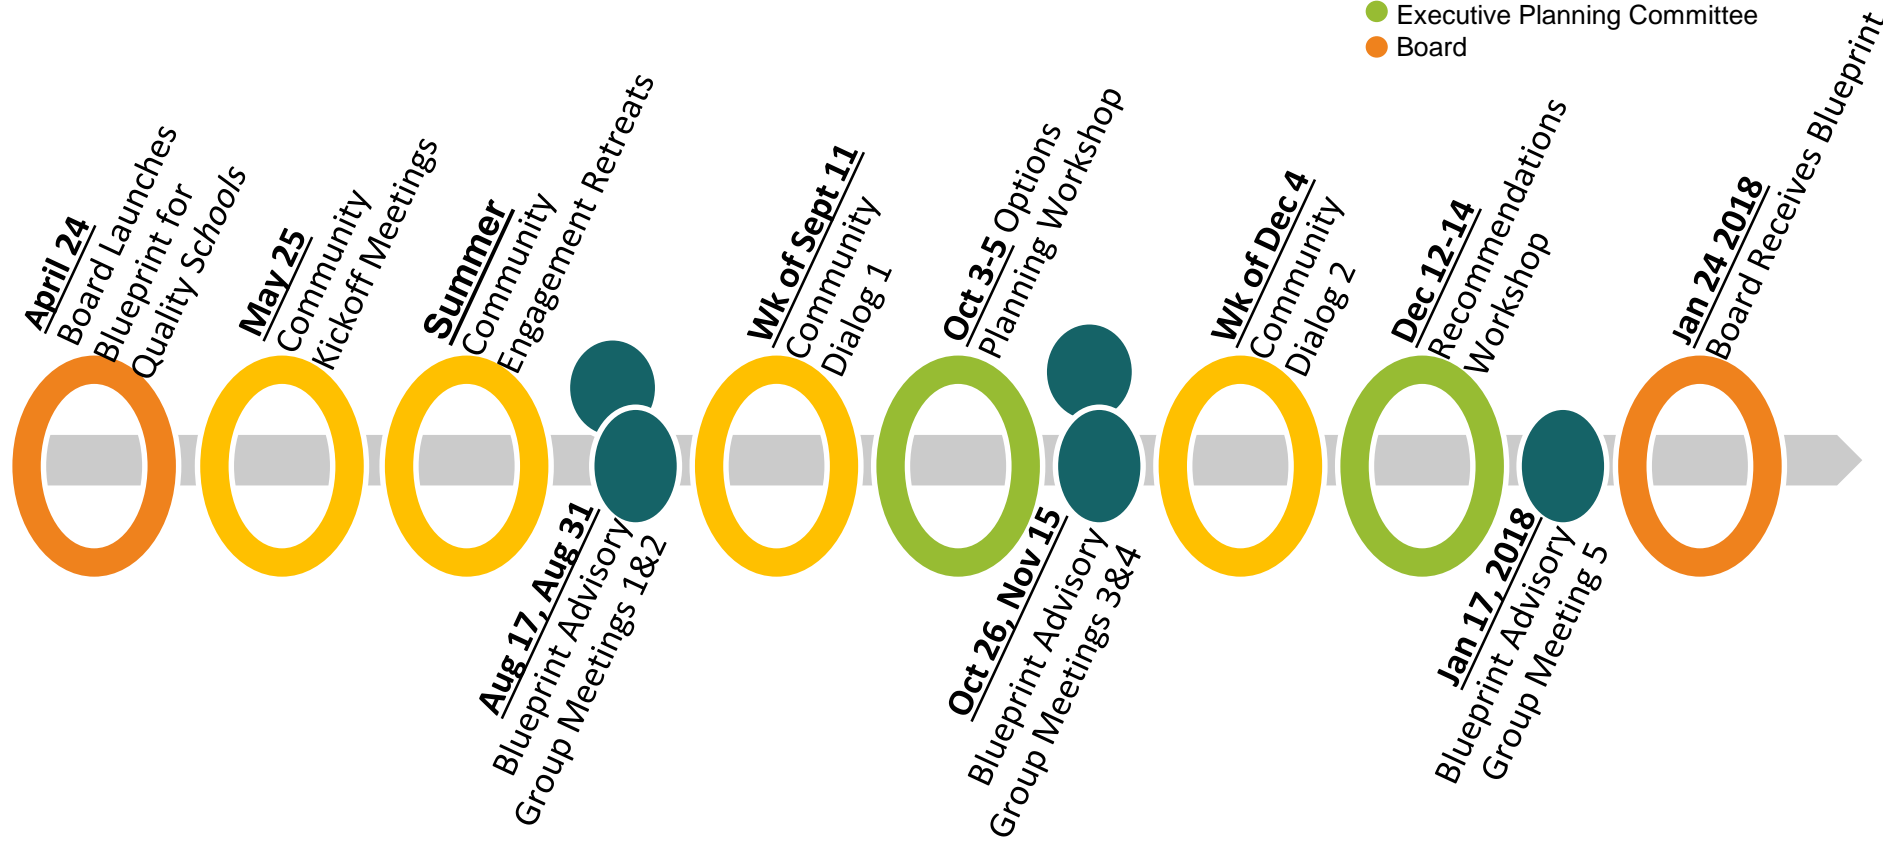 Executive Planning Committee
Board
April 24
Board Launches
Blueprint for
Quality Schools
May 25
Community
Kickoff Meetings
Summer
Community
Engagement Retreats
Aug 17, Aug 31
Blueprint Advisory
Group Meetings 1&2
Wk of Sept 11
Community
Dialog 1
Oct 3-5 Options
Planning Workshop
Oct 26, Nov 15
Blueprint Advisory
Group Meetings 3&4
Wk of Dec 4
Community
Dialog 2
Dec 12-14
Recommendations
Workshop
Jan 17, 2018
Blueprint Advisory
Group Meeting 5
Jan 24 2018
Board Receives Blueprint